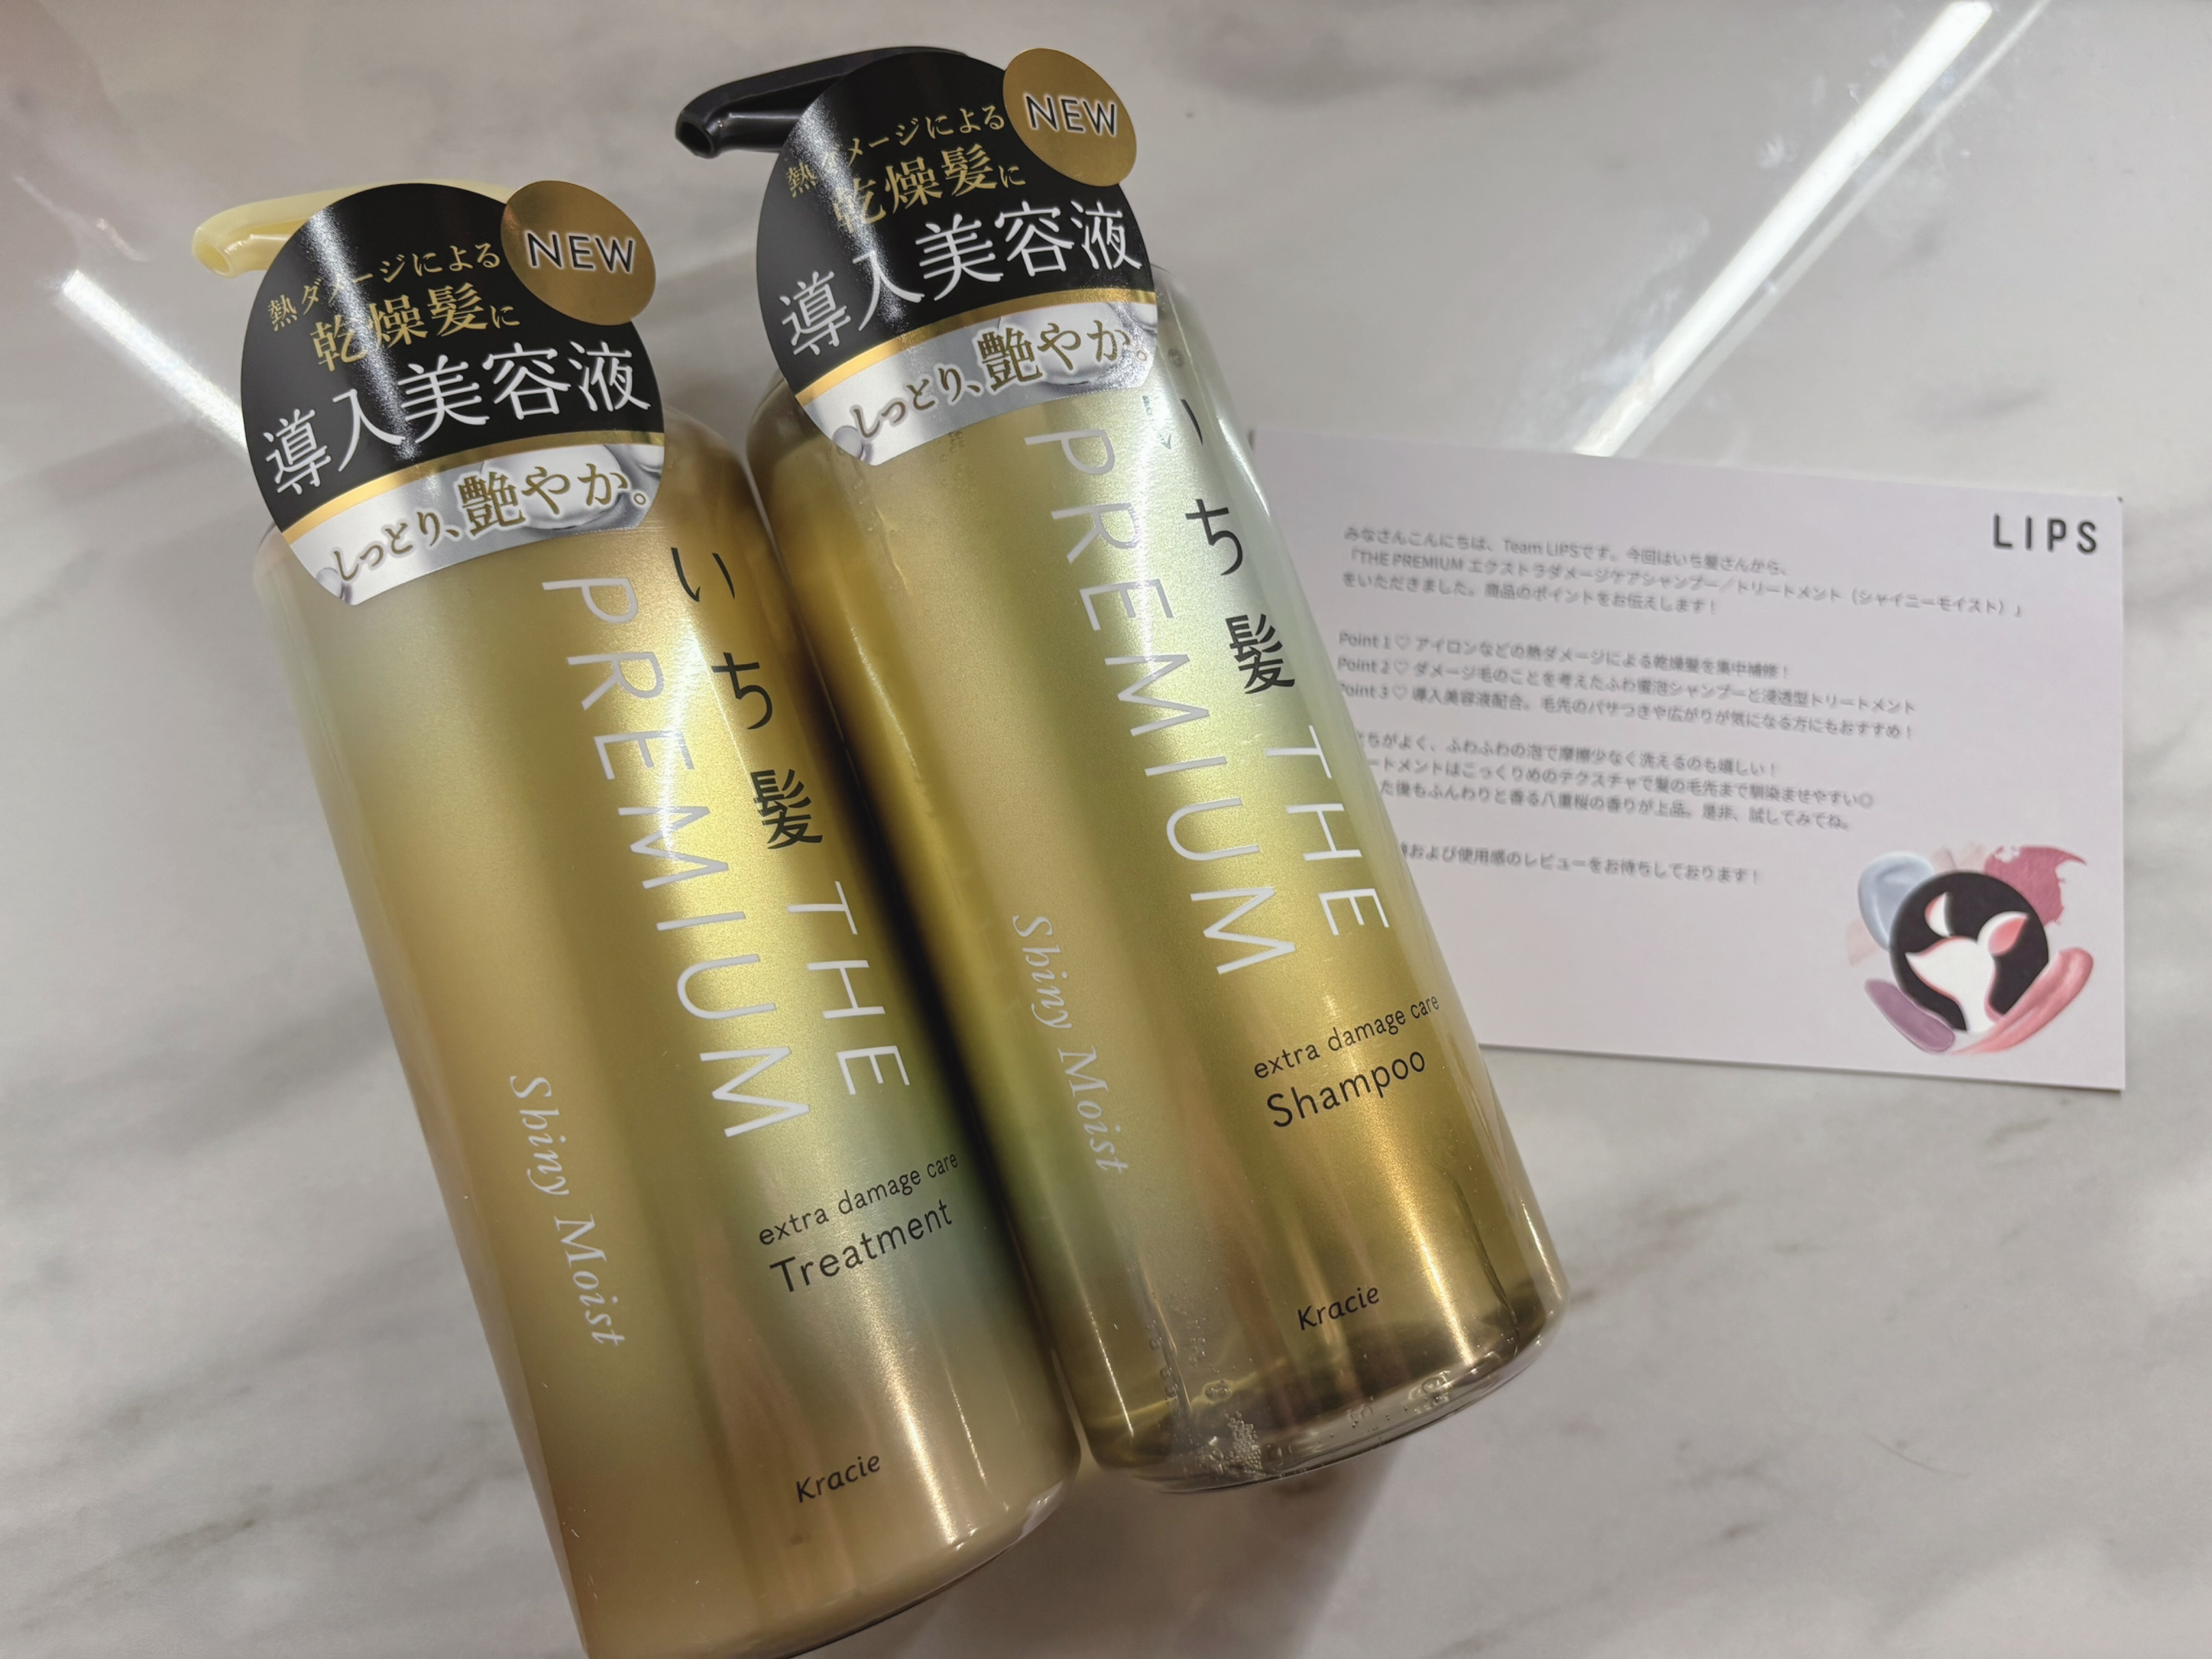 NEW
熱ダメージによる
乾燥髪に
導入美容液
しっとり、艶やか。
いち髪 THE
PREMIUM
Shiny Moist
extra damage care
Treatment
Kracie
NEW
熱ダメージによる
乾燥髪に
導入美容液
しっとり、艶やか。
いち髪 THE
PREMIUM
Shiny Moist
extra damage care
Shampoo
Kracie
LIPS
みなさんこんにちは、Team LIPSです。今回はいち髪さんから、
「THE PREMIUM エクストラダメージケアシャンプー／トリートメント（シャイニーモイスト）」
をいただきました。商品のポイントをお伝えします！
Point 1 ♡ アイロンなどの熱ダメージによる乾燥髪を集中補修！
Point 2 ♡ ダメージ毛のことを考えたふわ蜜泡シャンプーと浸透型トリートメント
Point 3 ♡ 導入美容液配合。毛先のパサつきや広がりが気になる方にもおすすめ！
ちがよく、ふわふわの泡で摩擦少なく洗えるのも嬉しい！
ートメントはこっくりめのテクスチャで髪の毛先まで馴染ませやすい◎
た後もふんわりと香る八重桜の香りが上品。是非、試してみてね。
および使用感のレビューをお待ちしております！